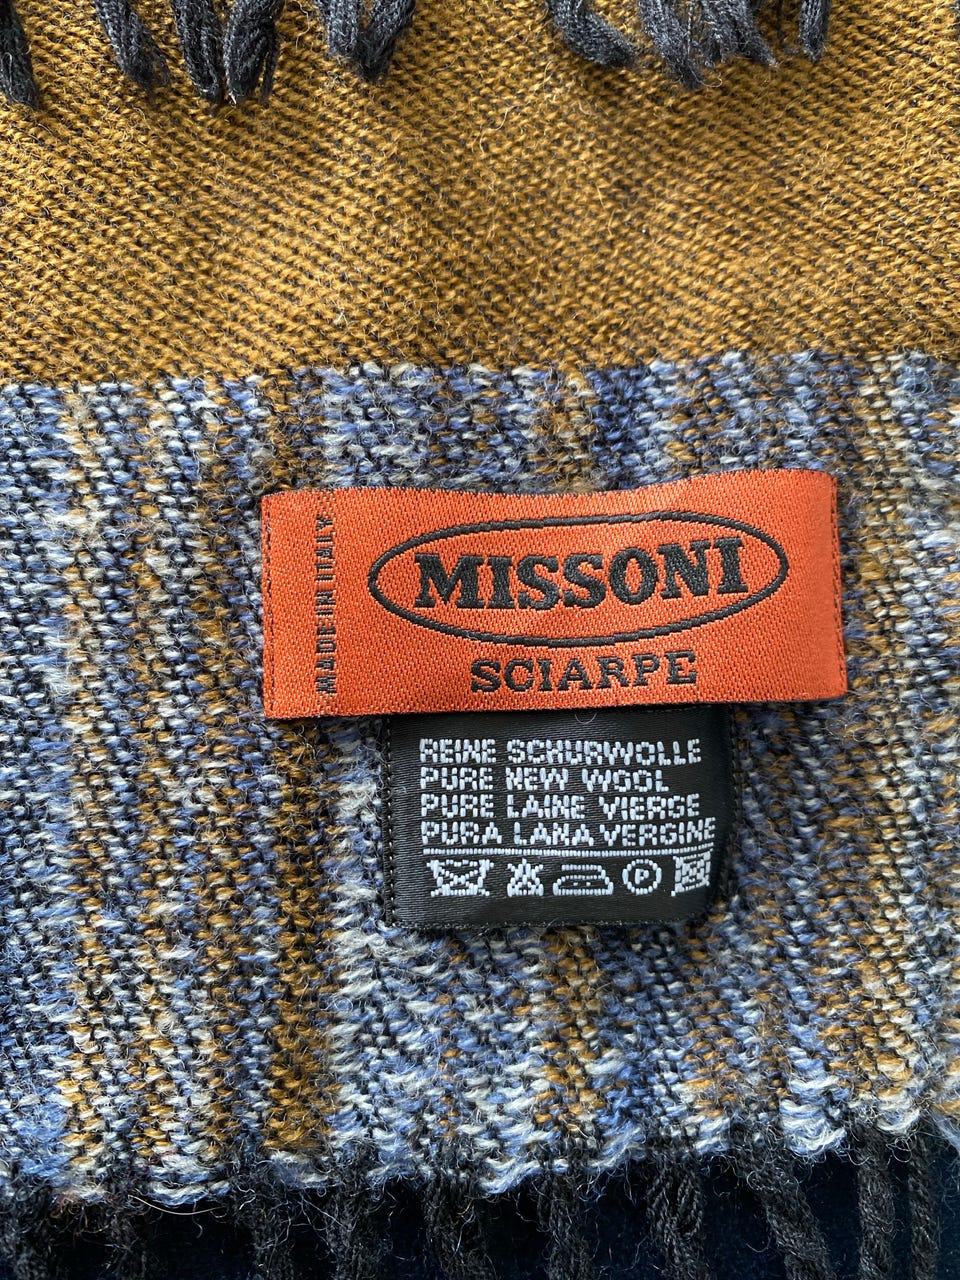 MADE IN ITALY
MISSONI
SCIARPE
REINE SCHURWOLLE
PURE NEW WOOL
PURE LAINE VIERGE
PURA LANA VERGINE
P